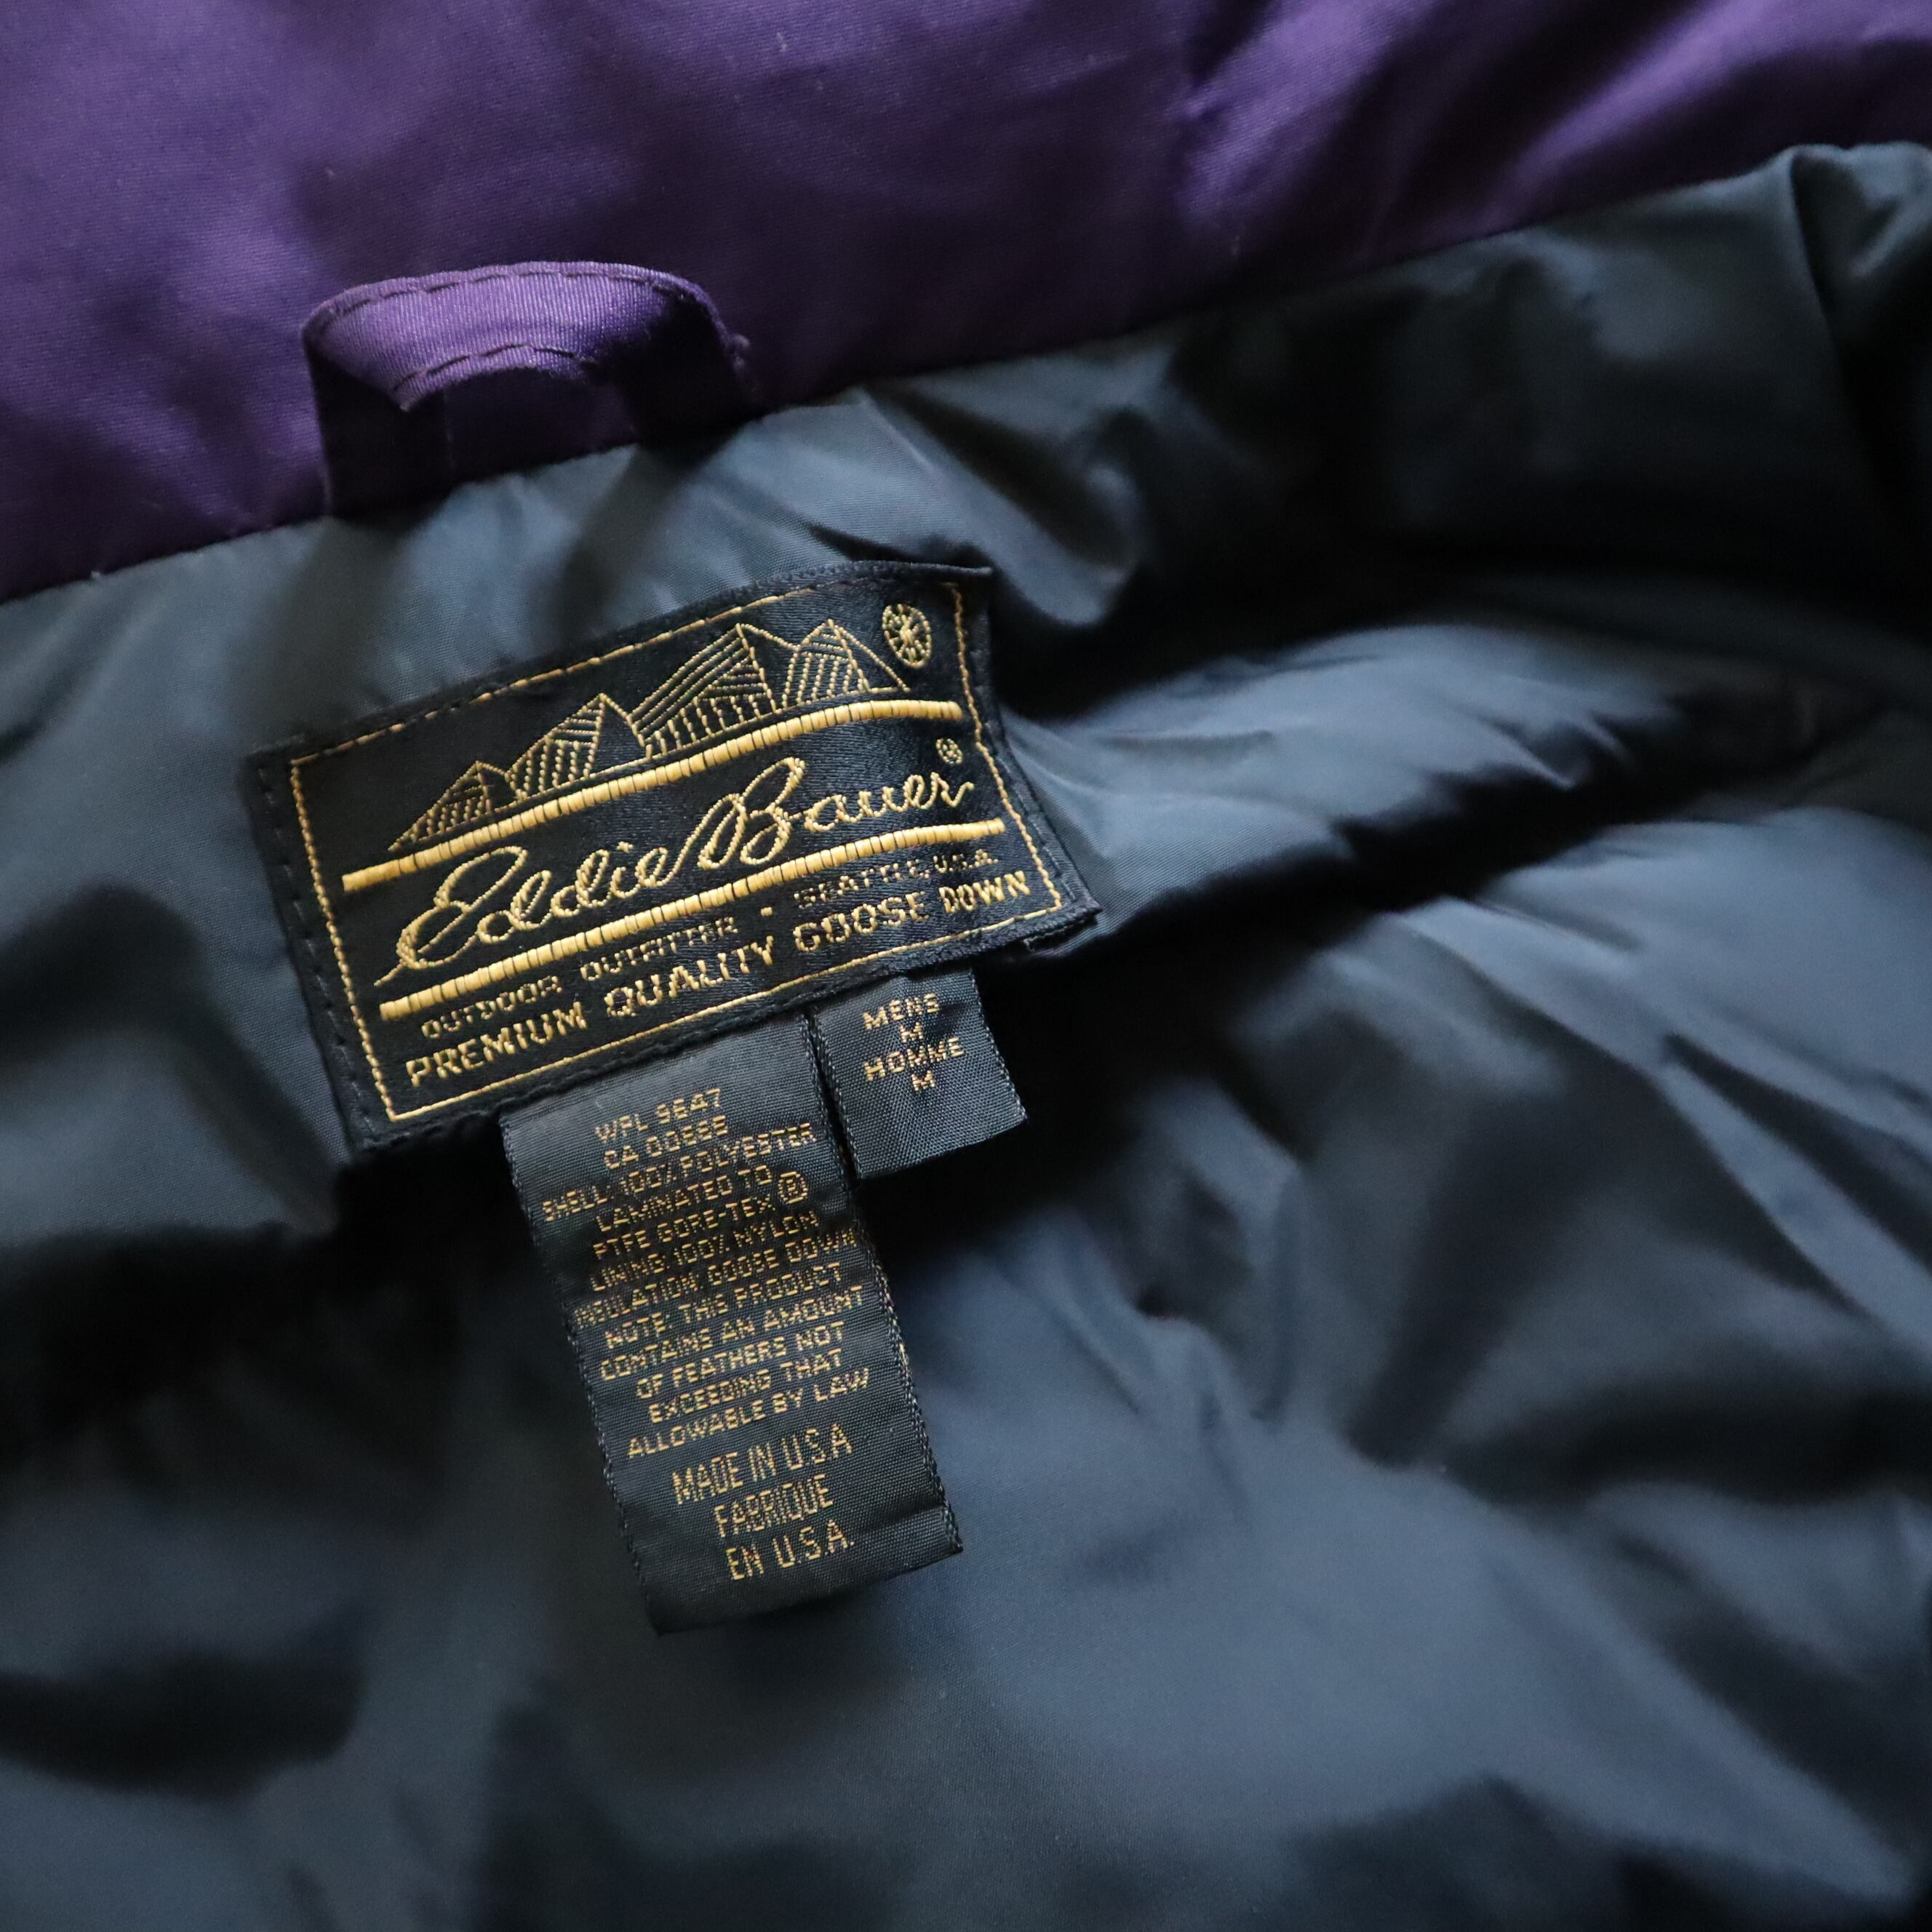 Eddie Bauer®
OUTDOOR OUTFITTER · SEATTLE, U.S.A.
PREMIUM QUALITY GOOSE DOWN
MENS
M
HOMME
M
WPL 9E47
CA 00555
SHELL: 100% POLYESTER
LAMINATED TO
PTFE GORE-TEX®
LINING: 100% NYLON
INSULATION: GOOSE DOWN
NOTE: THIS PRODUCT
CONTAINS AN AMOUNT
OF FEATHERS NOT
EXCEEDING THAT
ALLOWABLE BY LAW
MADE IN U.S.A
FABRIQUE
EN U.S.A.